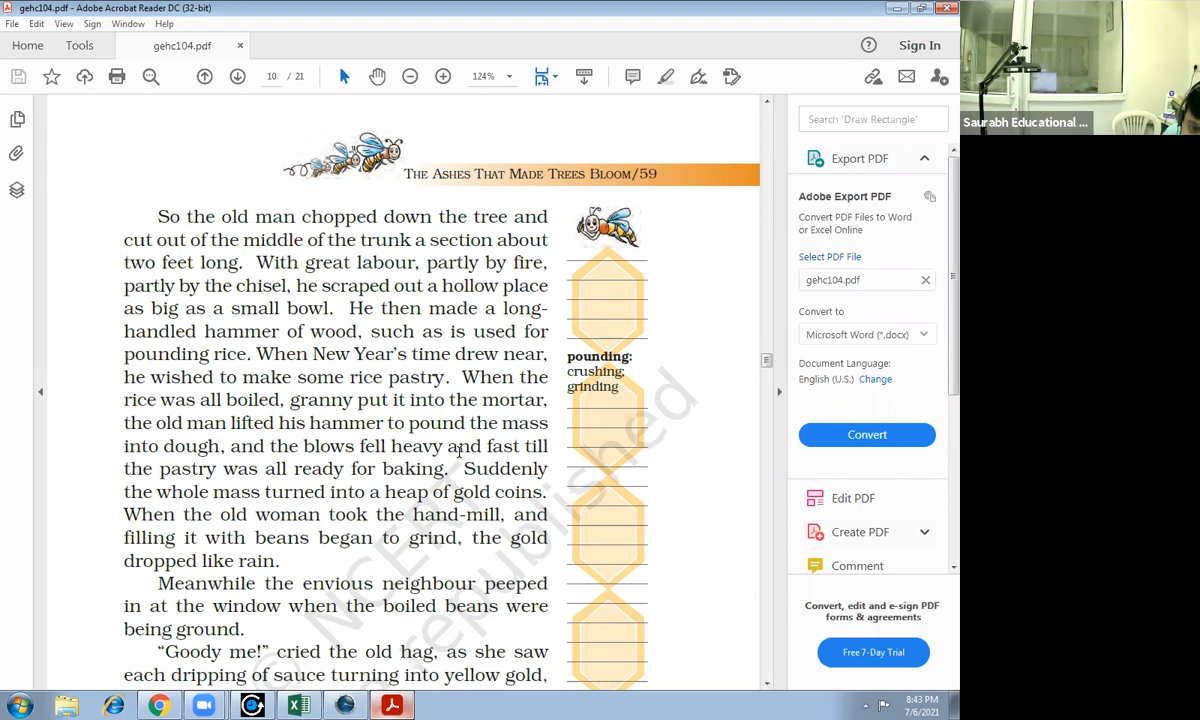 gehc104.pdf - Adobe Acrobat Reader DC (32-bit)
File Edit View Sign Window Help
Home Tools gehc104.pdf × Sign In
10 / 21 124%
THE ASHES THAT MADE TREES BLOOM/59
So the old man chopped down the tree and
cut out of the middle of the trunk a section about
two feet long. With great labour, partly by fire,
partly by the chisel, he scraped out a hollow place
as big as a small bowl. He then made a long-
handled hammer of wood, such as is used for
pounding rice. When New Year's time drew near,
he wished to make some rice pastry. When the
rice was all boiled, granny put it into the mortar,
the old man lifted his hammer to pound the mass
into dough, and the blows fell heavy and fast till
the pastry was all ready for baking. Suddenly
the whole mass turned into a heap of gold coins.
When the old woman took the hand-mill, and
filling it with beans began to grind, the gold
dropped like rain.
Meanwhile the envious neighbour peeped
in at the window when the boiled beans were
being ground.
"Goody me!" cried the old hag, as she saw
each dripping of sauce turning into yellow gold,
pounding:
crushing;
grinding
© NCERT
republished
Search 'Draw Rectangle'
Export PDF
Adobe Export PDF
Convert PDF Files to Word
or Excel Online
Select PDF File
gehc104.pdf
Convert to
Microsoft Word (*.docx)
Document Language:
English (U.S.) Change
Convert
Edit PDF
Create PDF
Comment
Convert, edit and e-sign PDF
forms & agreements
Free 7-Day Trial
Saurabh Educational ...
8:43 PM
7/6/2021